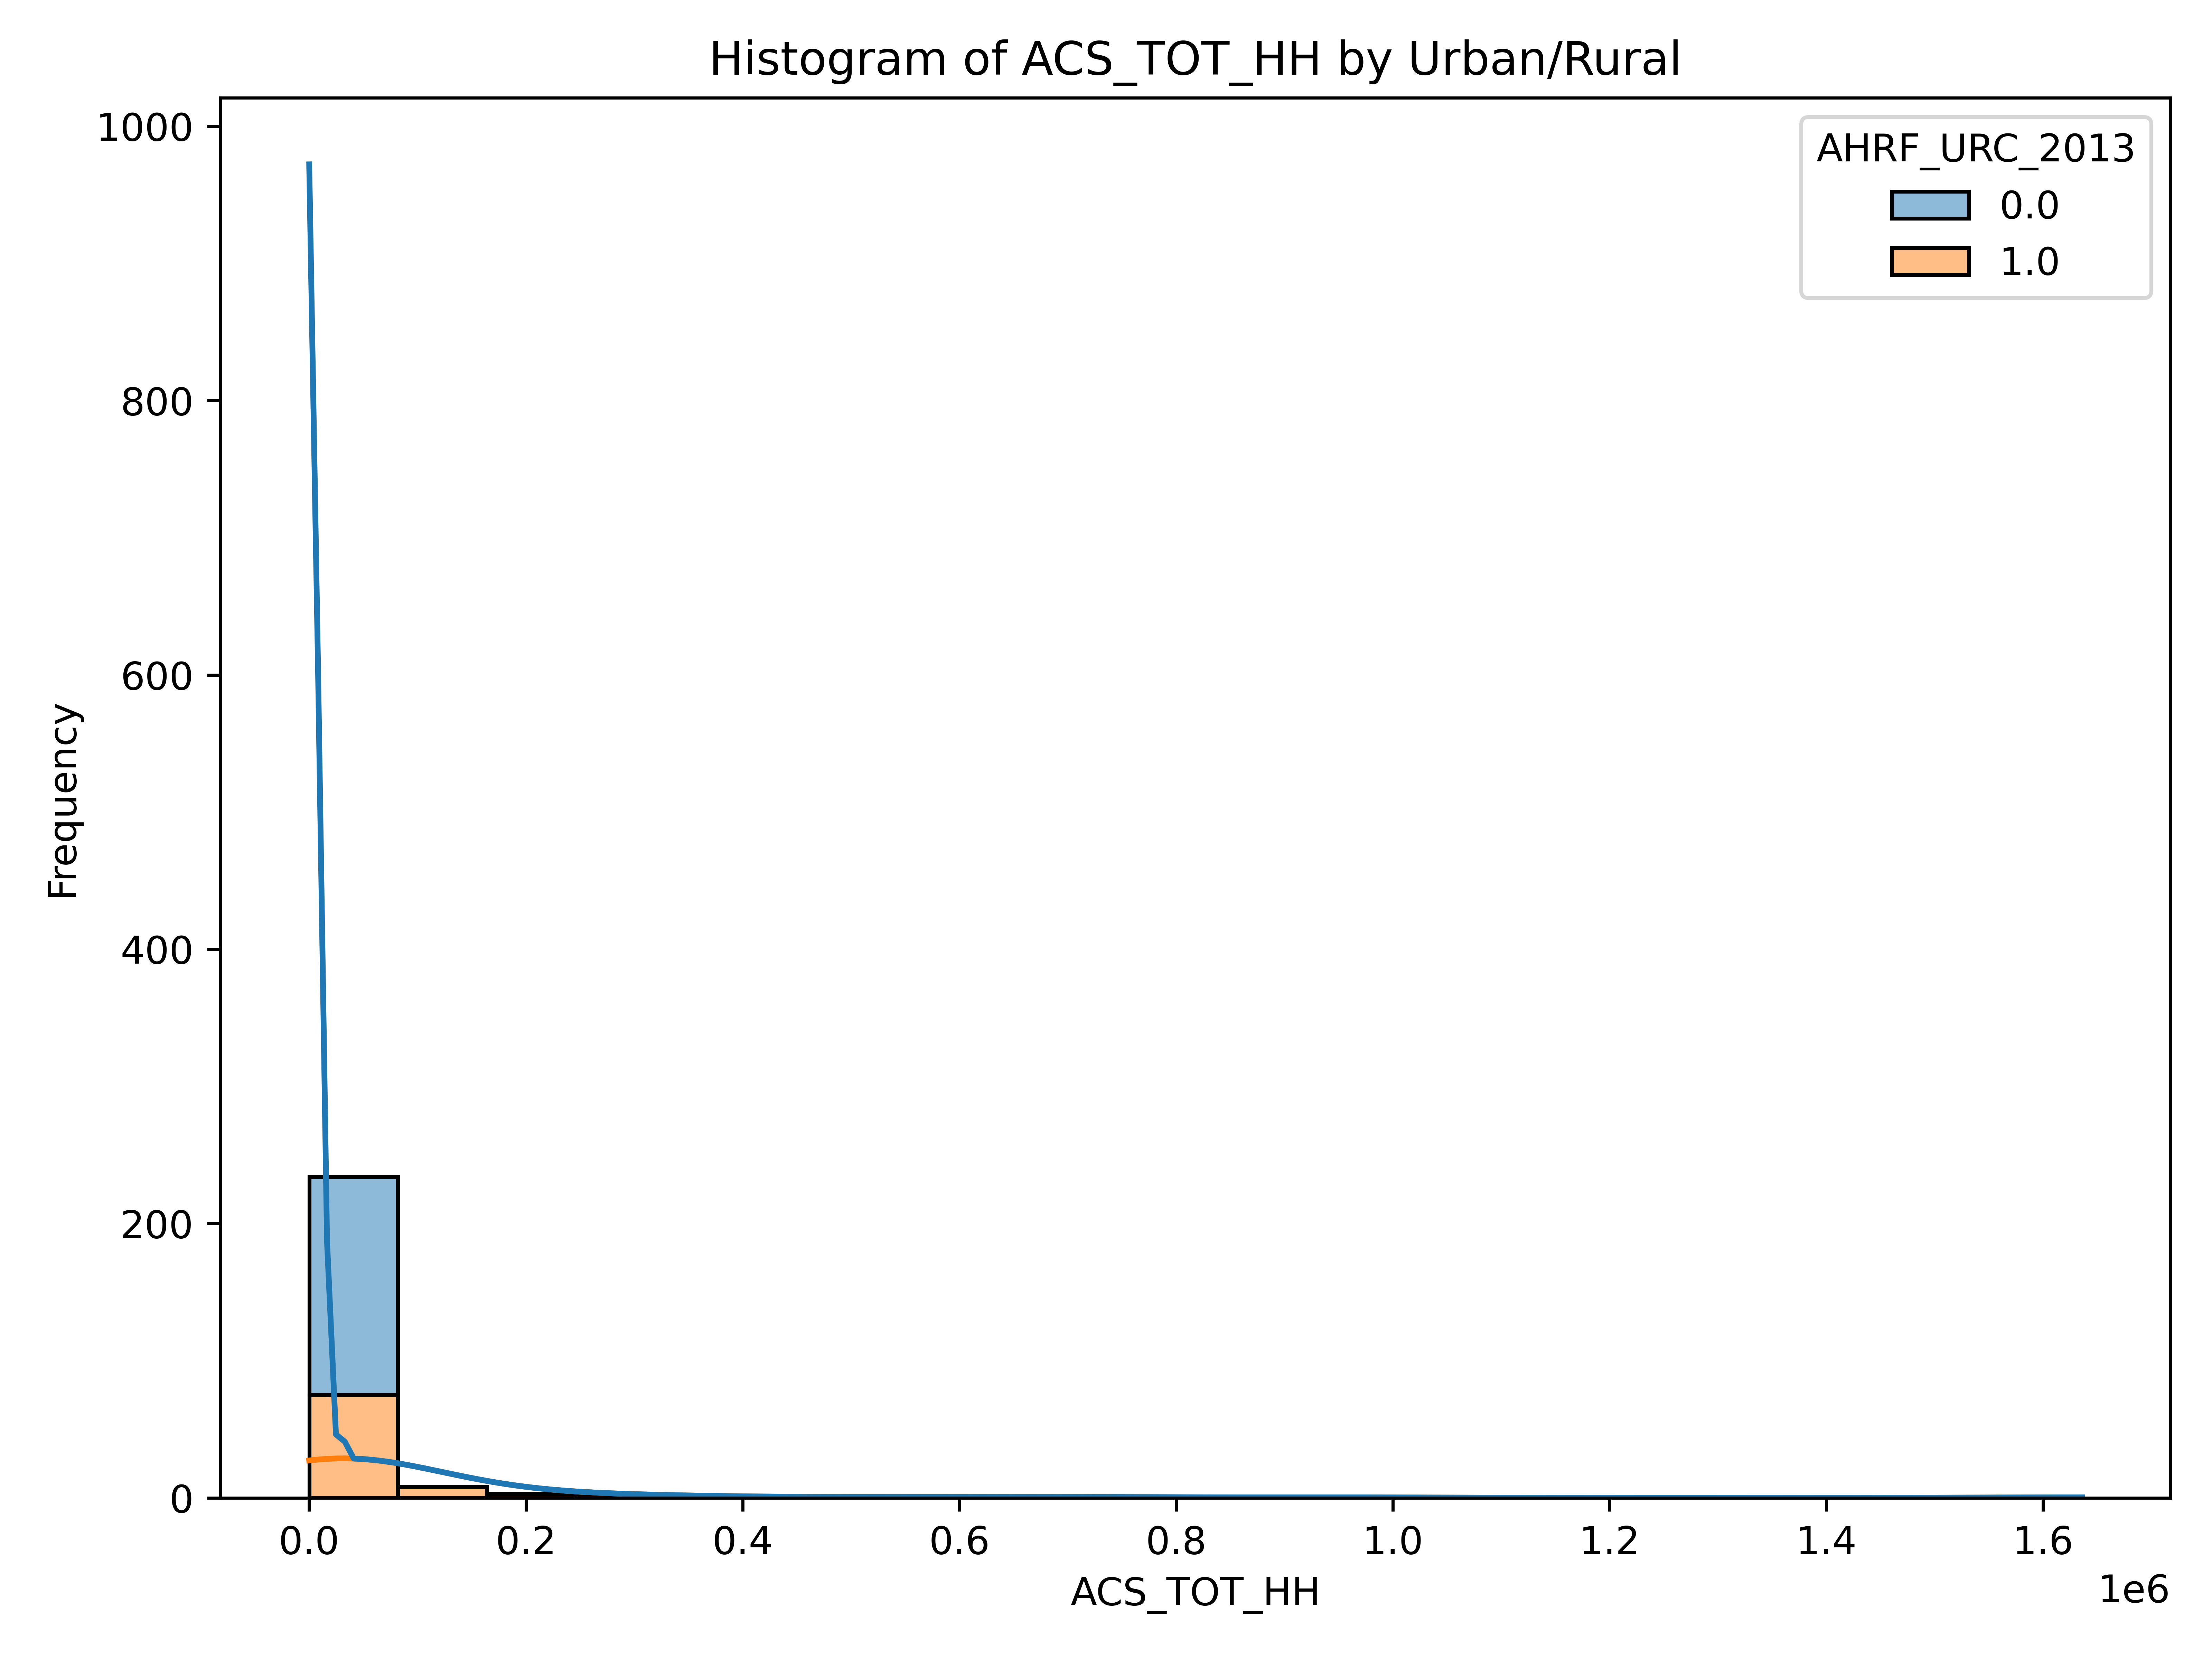 Histogram of ACS_TOT_HH by Urban/Rural
AHRF_URC_2013
0.0
1.0
1000
800
600
400
200
0
Frequency
0.0 0.2 0.4 0.6 0.8 1.0 1.2 1.4 1.6
1e6
ACS_TOT_HH